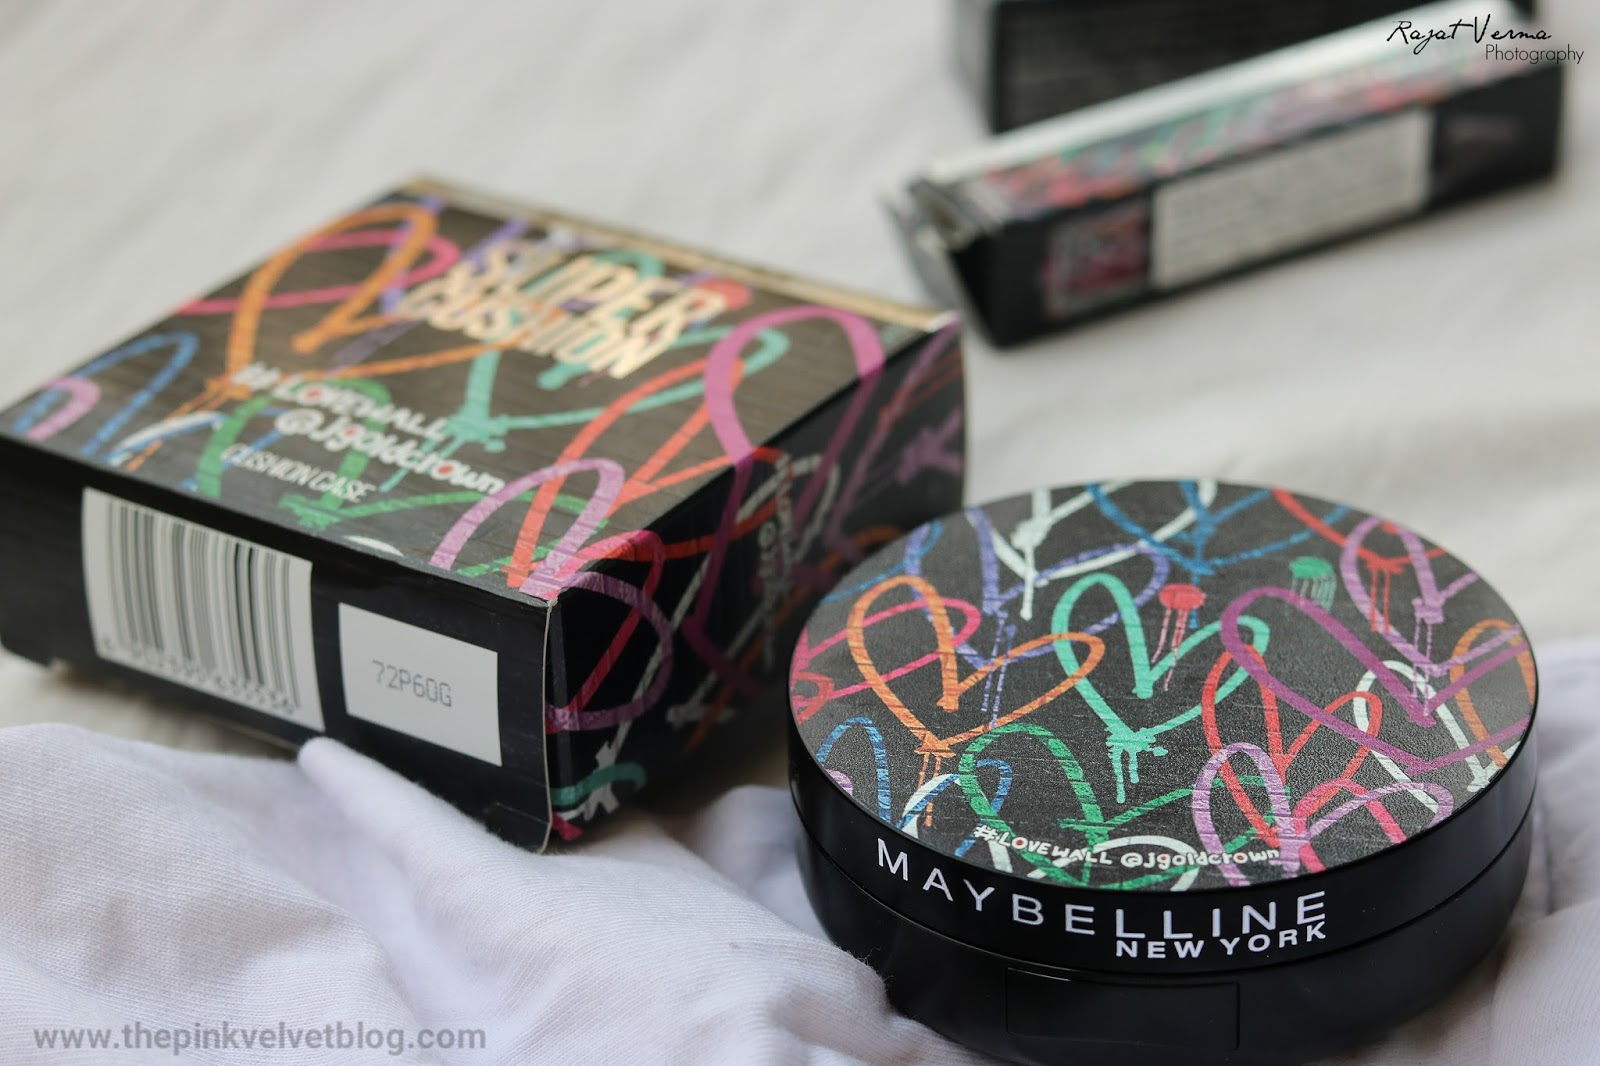 Rajat Verma
Photography
SUPER
CUSHION
#LOVEWALL
@Jgoldcrown
CUSHION CASE
72P60G
#LOVEWALL @Jgoldcrown
MAYBELLINE
NEW YORK
www.thepinkvelvetblog.com